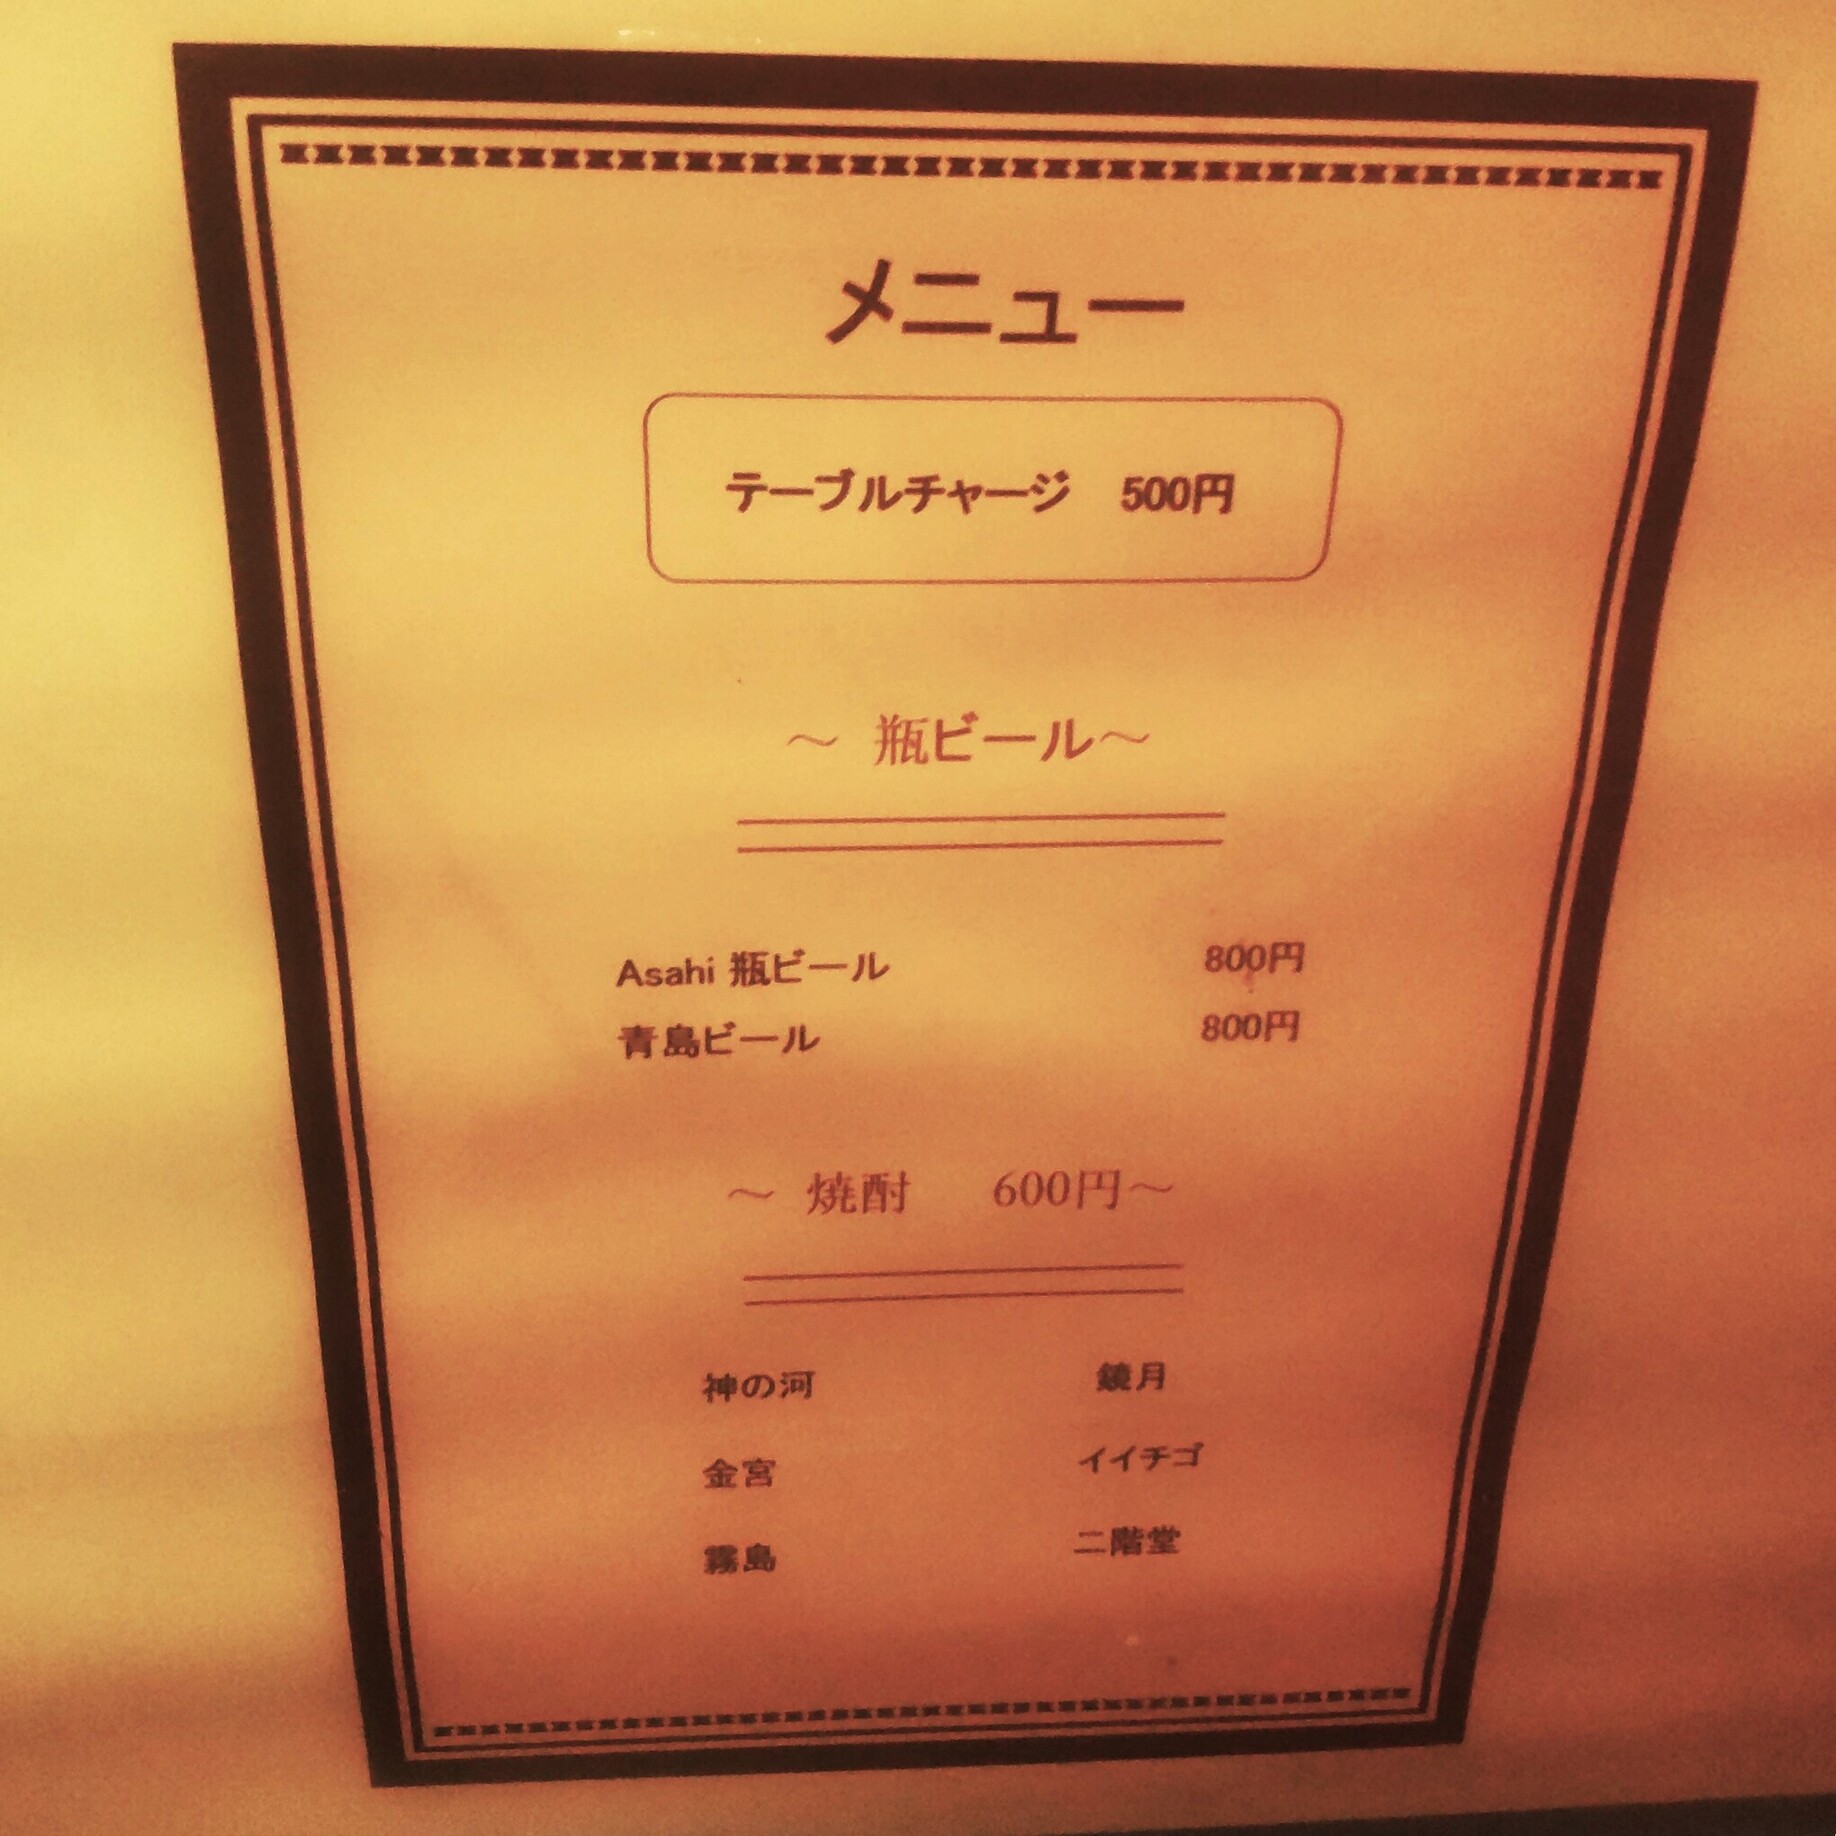 メニュー
テーブルチャージ　500円
～ 瓶ビール～
Asahi 瓶ビール 800円
青島ビール 800円
～ 焼酎　600円～
神の河 鏡月
金宮 イイチゴ
霧島 二階堂